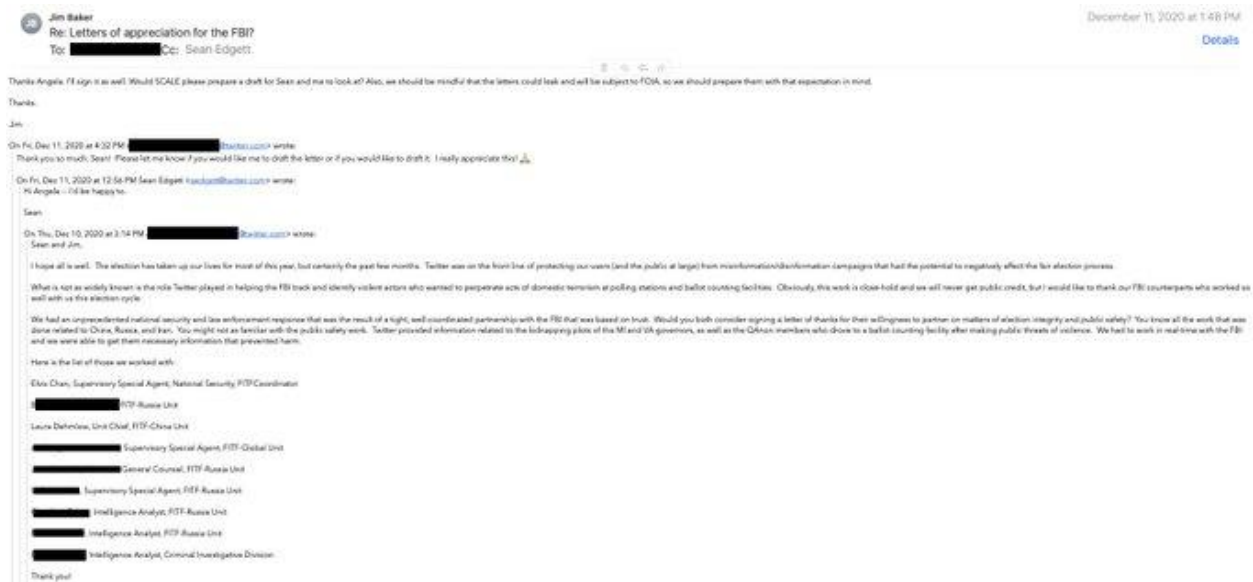 JB
Jim Baker
December 11, 2020 at 1:48 PM
Re: Letters of appreciation for the FBI?
To: Cc: Sean Edgett
Details
Thanks Angela. I'll sign it as well. Would SCALE please prepare a draft for Sean and me to look at? Also, we should be mindful that the letters could leak and will be subject to FOIA, so we should prepare them with that expectation in mind.
Thanks.
Jim
On Fri, Dec 11, 2020 at 4:32 PM @twitter.com> wrote:
Thank you so much, Sean! Please let me know if you would like me to draft the letter or if you would like to draft it. I really appreciate this! 🙏
On Fri, Dec 11, 2020 at 12:56 PM Sean Edgett <sedgett@twitter.com> wrote:
Hi Angela – I'd be happy to.
Sean
On Thu, Dec 10, 2020 at 3:14 PM @twitter.com> wrote:
Sean and Jim,
I hope all is well. The election has taken up our lives for most of this year, but certainly the past few months. Twitter was on the front line of protecting our users (and the public at large) from misinformation/disinformation campaigns that had the potential to negatively affect the fair election process.
What is not as widely known is the role Twitter played in helping the FBI track and identify violent actors who wanted to perpetrate acts of domestic terrorism at polling stations and ballot counting facilities. Obviously, this work is close-hold and we will never get public credit, but I would like to thank our FBI counterparts who worked so
well with us this election cycle.
We had an unprecedented national security and law enforcement response that was the result of a tight, well-coordinated partnership with the FBI that was based on trust. Would you both consider signing a letter of thanks for their willingness to partner on matters of election integrity and public safety? You know all the work that was
done related to China, Russia, and Iran. You might not as familiar with the public safety work. Twitter provided information related to the kidnapping plots of the MI and VA governors, as well as the QAnon members who drove to a ballot counting facility after making public threats of violence. We had to work in real-time with the FBI
and we were able to get them necessary information that prevented harm.
Here is the list of those we worked with:
Elvis Chan, Supervisory Special Agent, National Security, FITF Coordinator
FITF-Russia Unit
Laura Dehmlow, Unit Chief, FITF-China Unit
Supervisory Special Agent, FITF-Global Unit
General Counsel, FITF-Russia Unit
, Supervisory Special Agent, FITF-Russia Unit
, Intelligence Analyst, FITF-Russia Unit
, Intelligence Analyst, FITF-Russia Unit
Intelligence Analyst, Criminal Investigative Division
Thank you!